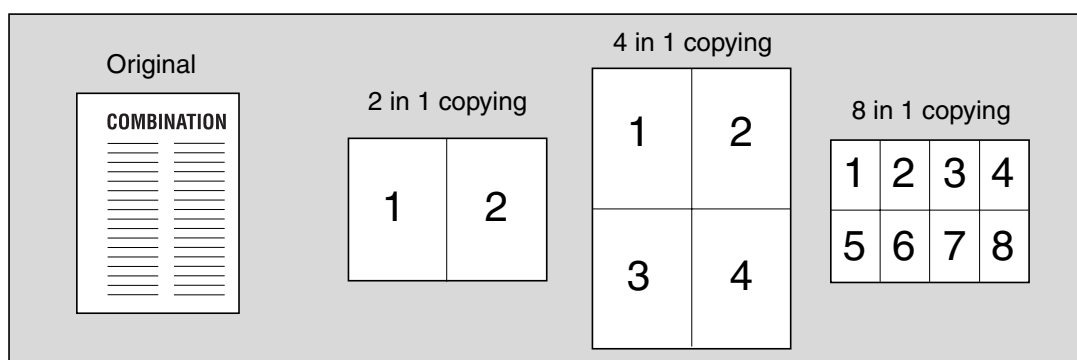 Original
COMBINATION
2 in 1 copying
1 2
4 in 1 copying
1 2
3 4
8 in 1 copying
1 2 3 4
5 6 7 8